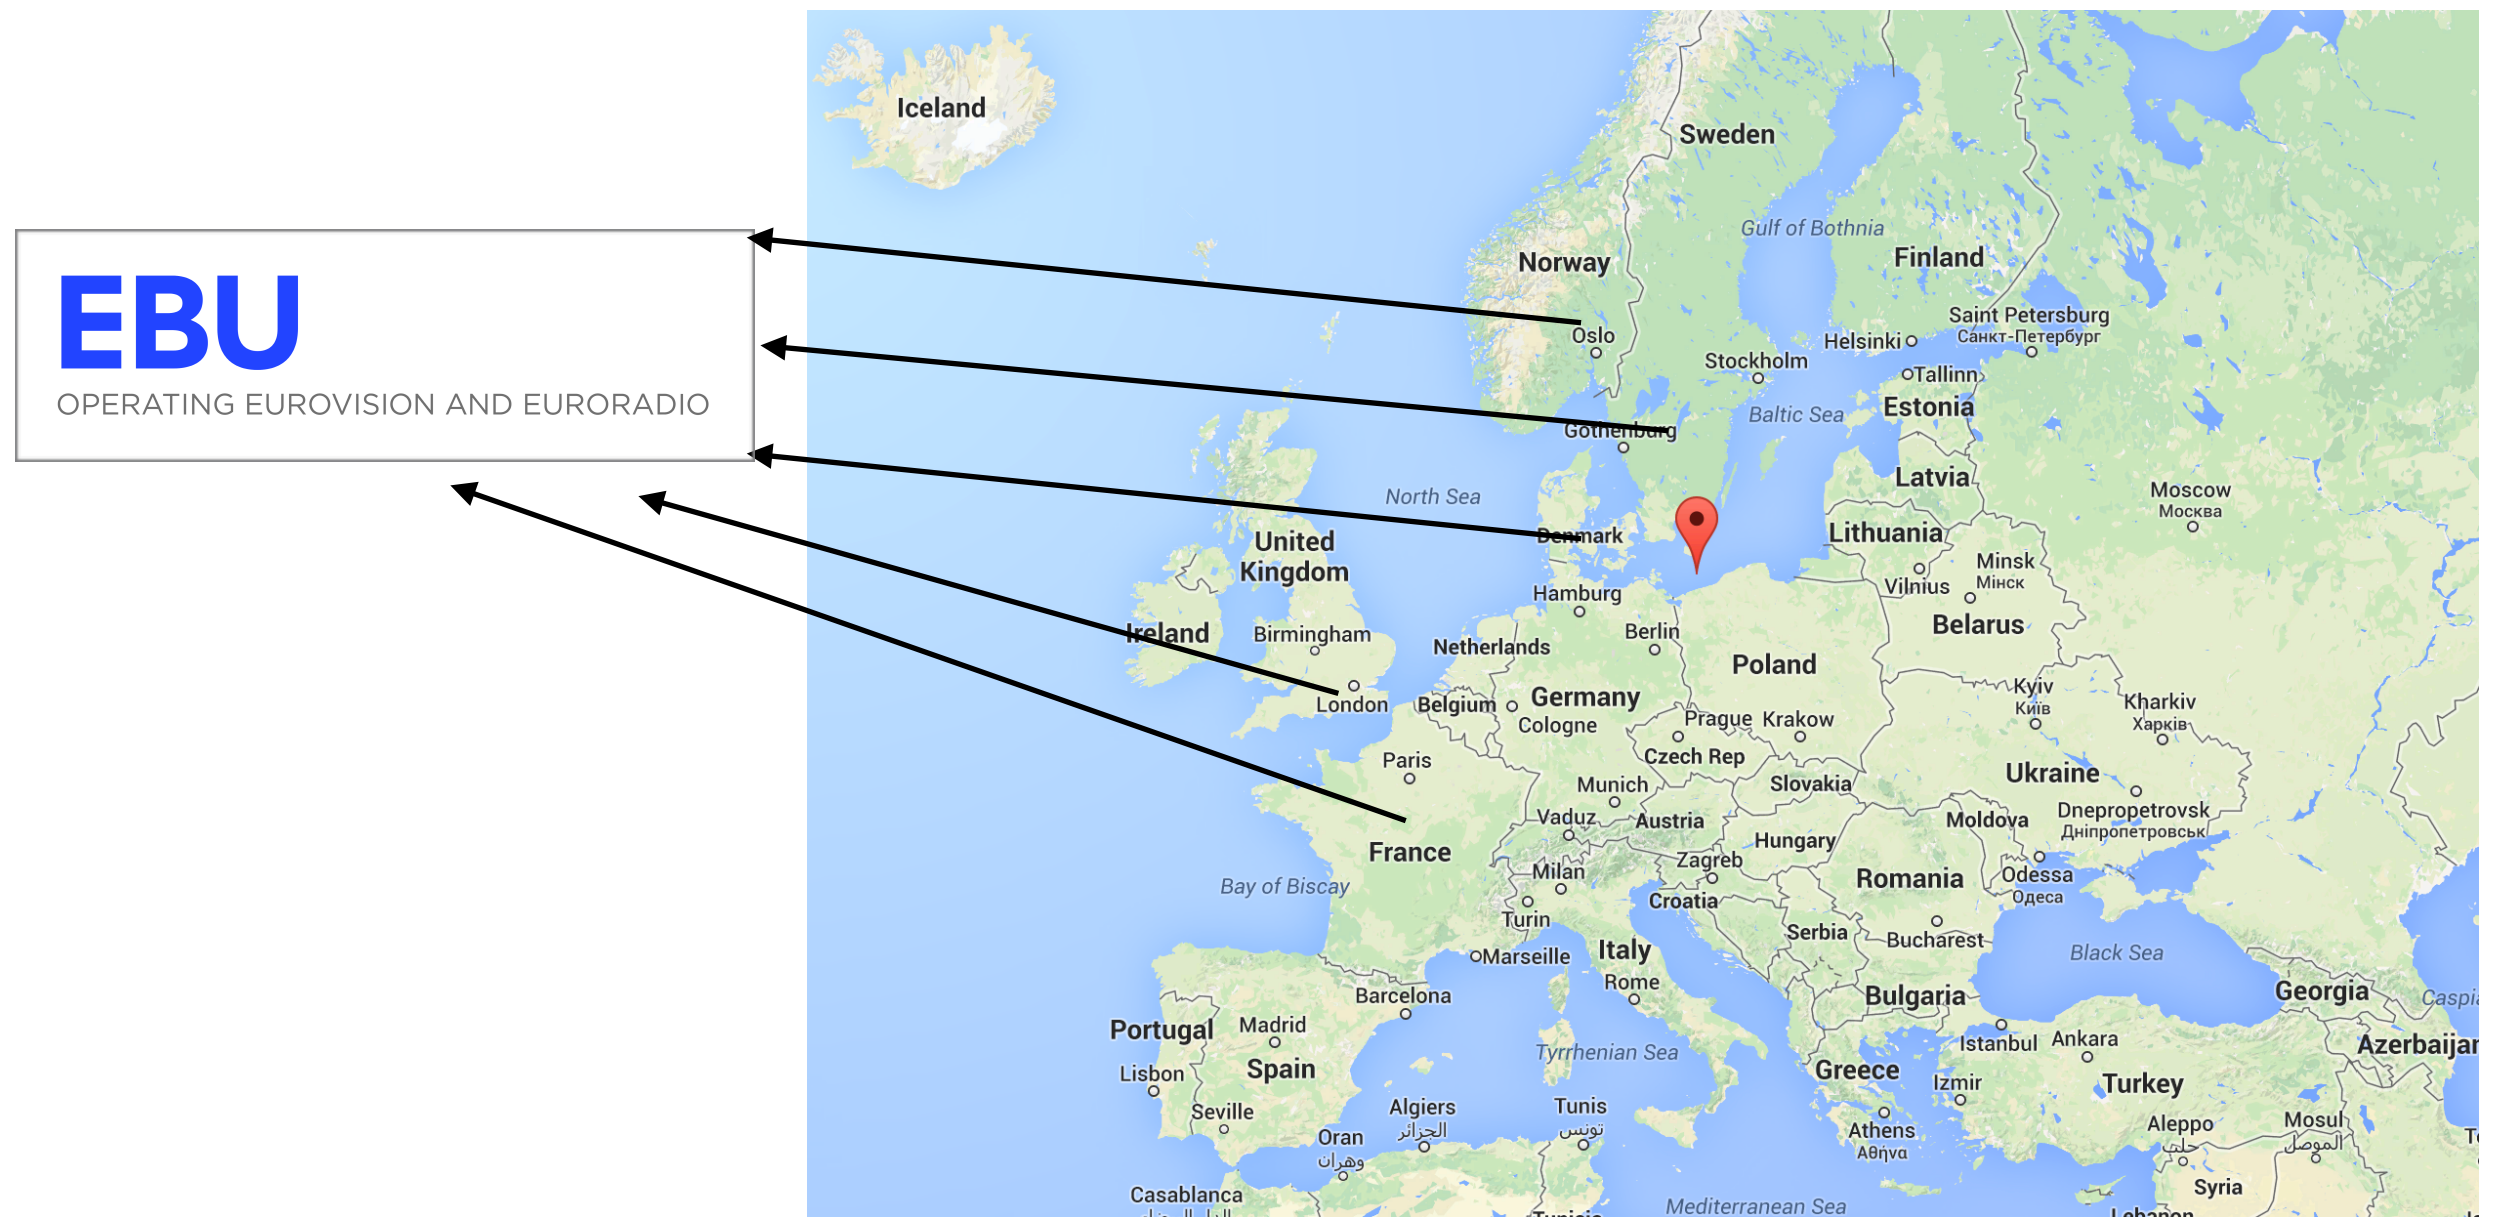 EBU
OPERATING EUROVISION AND EURORADIO
Iceland
Sweden
Gulf of Bothnia
Norway
Finland
Saint Petersburg
Санкт-Петербург
Oslo
Helsinki
Stockholm
Tallinn
Estonia
Baltic Sea
Gothenburg
Latvia
Moscow
Москва
North Sea
Denmark
Lithuania
United
Kingdom
Minsk
Мінск
Vilnius
Hamburg
Belarus
Ireland
Birmingham
Berlin
Netherlands
Poland
London
Belgium
Germany
Cologne
Kyiv
Київ
Kharkiv
Харків
Prague
Krakow
Czech Rep
Paris
Ukraine
Munich
Slovakia
Vaduz
Austria
Moldova
Dnepropetrovsk
Дніпропетровськ
France
Hungary
Zagreb
Milan
Bay of Biscay
Romania
Odessa
Одеса
Croatia
Turin
Serbia
Bucharest
Italy
Marseille
Black Sea
Rome
Barcelona
Bulgaria
Georgia
Caspia
Portugal
Madrid
Istanbul
Ankara
Azerbaijan
Tyrrhenian Sea
Spain
Greece
Lisbon
Izmir
Turkey
Seville
Algiers
الجزائر
Tunis
تونس
Athens
Αθήνα
Aleppo
حلب
Mosul
الموصل
Oran
وهران
Casablanca
Mediterranean Sea
Syria
Lebanon
Tunisia